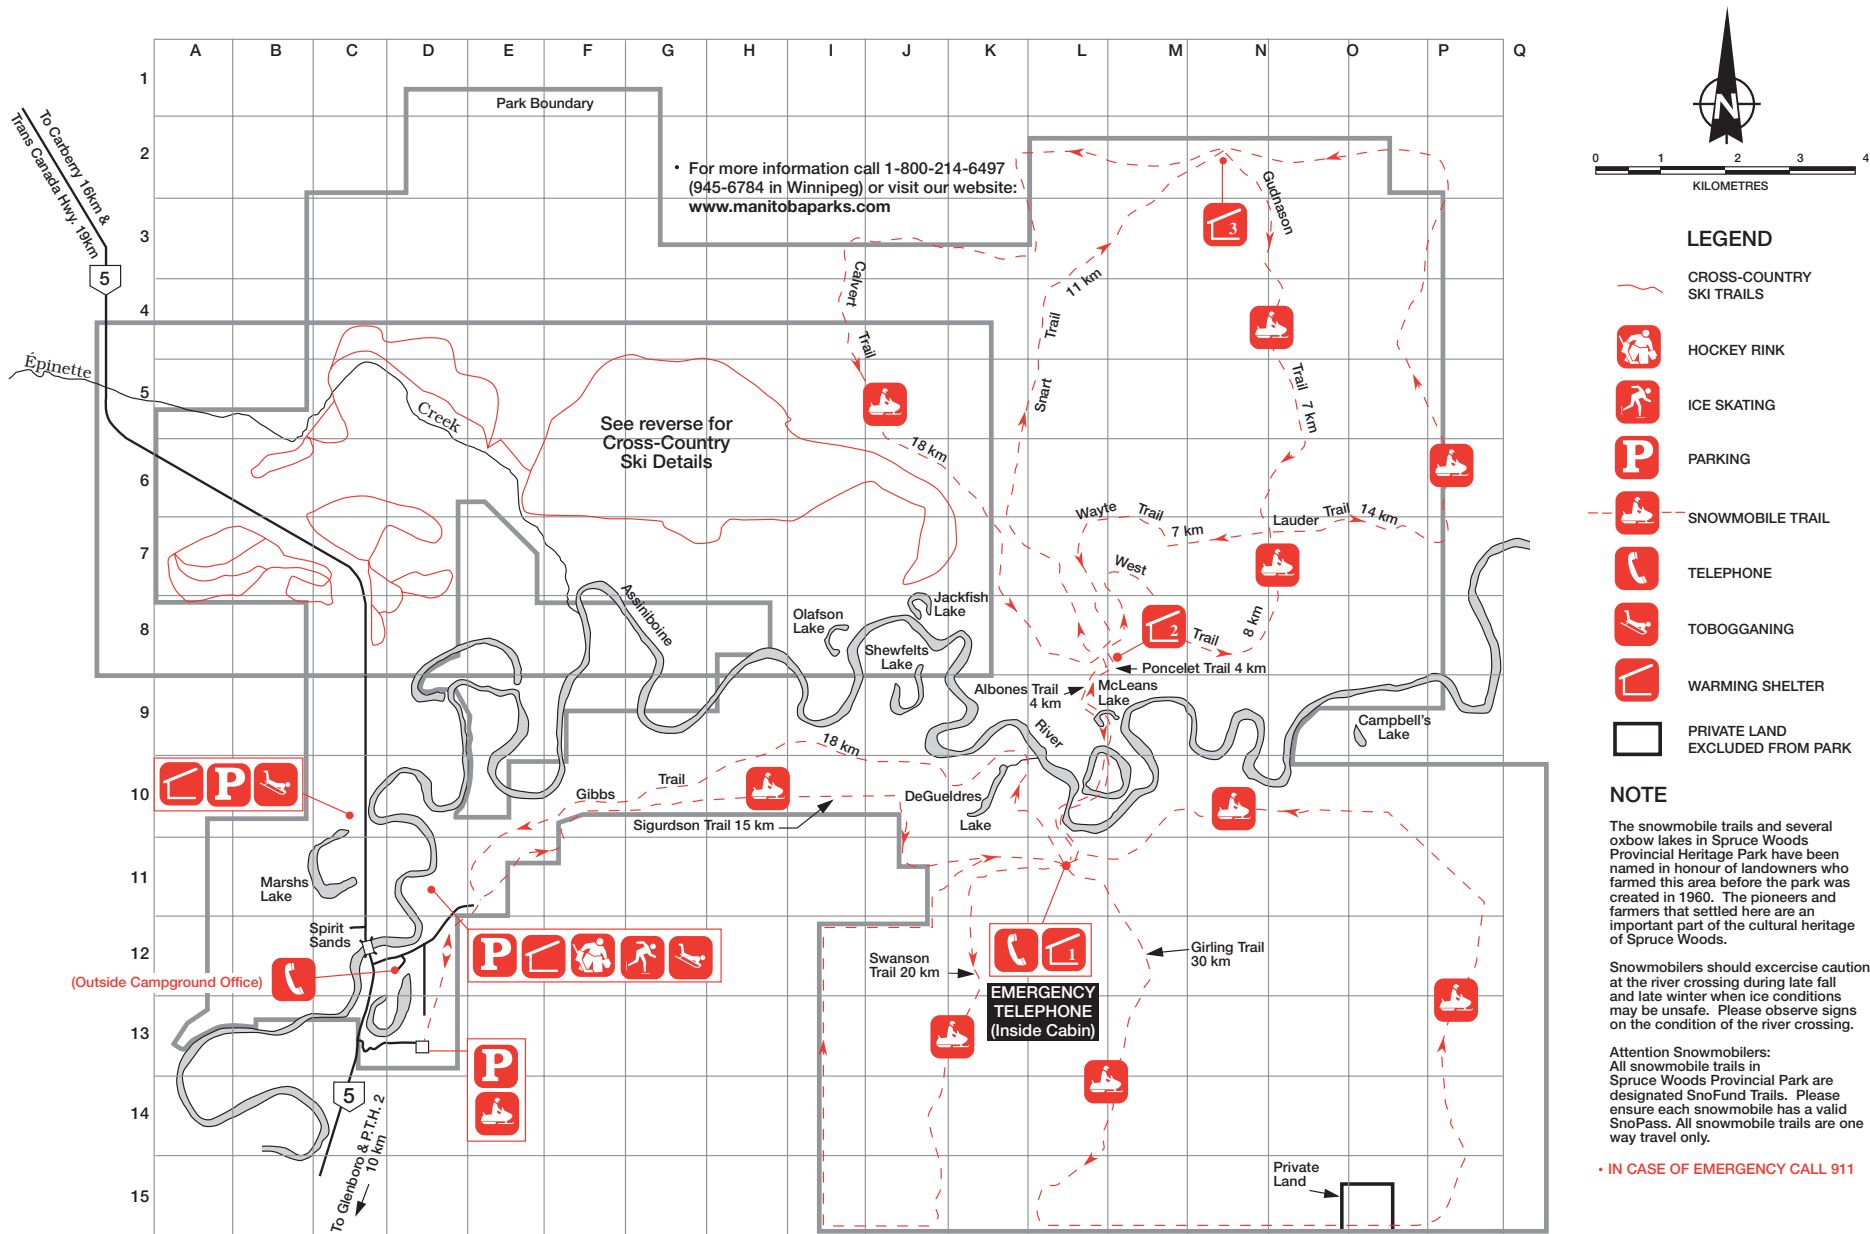 A B C D E F G H I J K L M N O P Q
1
2
3
4
5
6
7
8
9
10
11
12
13
14
15
Park Boundary
To Carberry 16km &
Trans Canada Hwy. 19km
5
• For more information call 1-800-214-6497
(945-6784 in Winnipeg) or visit our website:
www.manitobaparks.com
Gudnason
Trail
7 km
3
Calvert
Trail
18 km
Snart
Trail
11 km
Épinette
Creek
See reverse for
Cross-Country
Ski Details
Wayte
Trail
7 km
Lauder
Trail
14 km
West
Trail
8 km
2
Assiniboine
River
Olafson
Lake
Jackfish
Lake
Shewfelts
Lake
Poncelet Trail 4 km
Albones Trail
4 km
McLeans
Lake
Campbell's
Lake
P
18 km
Trail
Gibbs
Sigurdson Trail 15 km
DeGueldres
Lake
Marshs
Lake
Spirit
Sands
(Outside Campground Office)
P
Swanson
Trail 20 km
1
Girling Trail
30 km
EMERGENCY
TELEPHONE
(Inside Cabin)
P
5
To Glenboro & P.T.H. 2
10 km
Private
Land
N
0 1 2 3 4
KILOMETRES
LEGEND
CROSS-COUNTRY
SKI TRAILS
HOCKEY RINK
ICE SKATING
P
PARKING
SNOWMOBILE TRAIL
TELEPHONE
TOBOGGANING
WARMING SHELTER
PRIVATE LAND
EXCLUDED FROM PARK
NOTE
The snowmobile trails and several
oxbow lakes in Spruce Woods
Provincial Heritage Park have been
named in honour of landowners who
farmed this area before the park was
created in 1960. The pioneers and
farmers that settled here are an
important part of the cultural heritage
of Spruce Woods.
Snowmobilers should excercise caution
at the river crossing during late fall
and late winter when ice conditions
may be unsafe. Please observe signs
on the condition of the river crossing.
Attention Snowmobilers:
All snowmobile trails in
Spruce Woods Provincial Park are
designated SnoFund Trails. Please
ensure each snowmobile has a valid
SnoPass. All snowmobile trails are one
way travel only.
• IN CASE OF EMERGENCY CALL 911